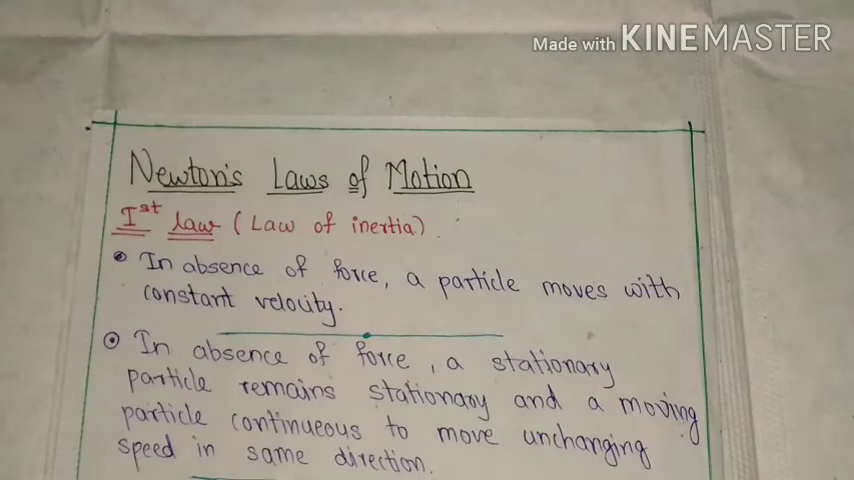 Made with KINEMASTER
Newton's Laws of Motion
Ist law (Law of inertia)
In absence of force, a particle moves with
constant velocity.
In absence of force, a stationary
particle remains stationary and a moving
particle continueous to move unchanging
speed in same direction.